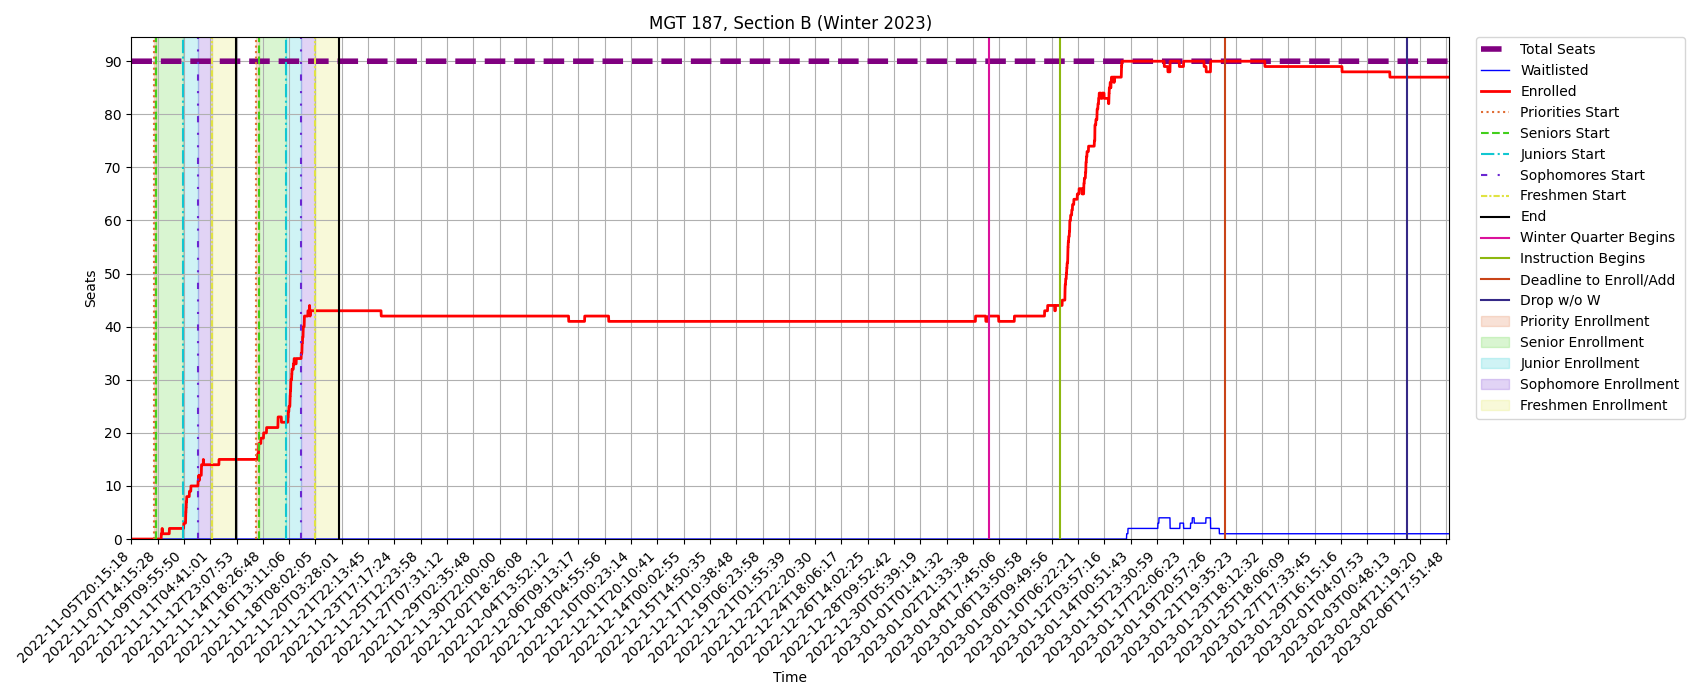 MGT 187, Section B (Winter 2023)
Total Seats
Waitlisted
Enrolled
Priorities Start
Seniors Start
Juniors Start
Sophomores Start
Freshmen Start
End
Winter Quarter Begins
Instruction Begins
Deadline to Enroll/Add
Drop w/o W
Priority Enrollment
Senior Enrollment
Junior Enrollment
Sophomore Enrollment
Freshmen Enrollment
Seats
90
80
70
60
50
40
30
20
10
0
2022-11-05T20:15:18
2022-11-07T14:15:28
2022-11-09T09:55:50
2022-11-11T04:41:01
2022-11-12T23:07:53
2022-11-14T18:26:48
2022-11-16T13:11:06
2022-11-18T08:02:05
2022-11-20T03:28:01
2022-11-21T22:13:45
2022-11-23T17:17:24
2022-11-25T12:23:58
2022-11-27T07:31:12
2022-11-29T02:35:48
2022-11-30T22:00:00
2022-12-02T18:26:08
2022-12-04T13:52:12
2022-12-06T09:13:17
2022-12-08T04:55:56
2022-12-10T00:23:14
2022-12-11T20:10:41
2022-12-14T00:02:55
2022-12-15T14:50:35
2022-12-17T10:38:48
2022-12-19T06:23:58
2022-12-21T01:55:39
2022-12-22T22:20:30
2022-12-24T18:06:17
2022-12-26T14:02:25
2022-12-28T09:52:42
2022-12-30T05:39:19
2023-01-01T01:41:32
2023-01-02T21:33:38
2023-01-04T17:45:06
2023-01-06T13:50:58
2023-01-08T09:49:56
2023-01-10T06:22:21
2023-01-12T03:57:16
2023-01-14T00:51:43
2023-01-15T23:30:59
2023-01-17T22:06:23
2023-01-19T20:57:26
2023-01-21T19:35:23
2023-01-23T18:12:32
2023-01-25T18:06:09
2023-01-27T17:33:45
2023-01-29T16:15:16
2023-02-01T04:07:53
2023-02-03T00:48:13
2023-02-04T21:19:20
2023-02-06T17:51:48
Time